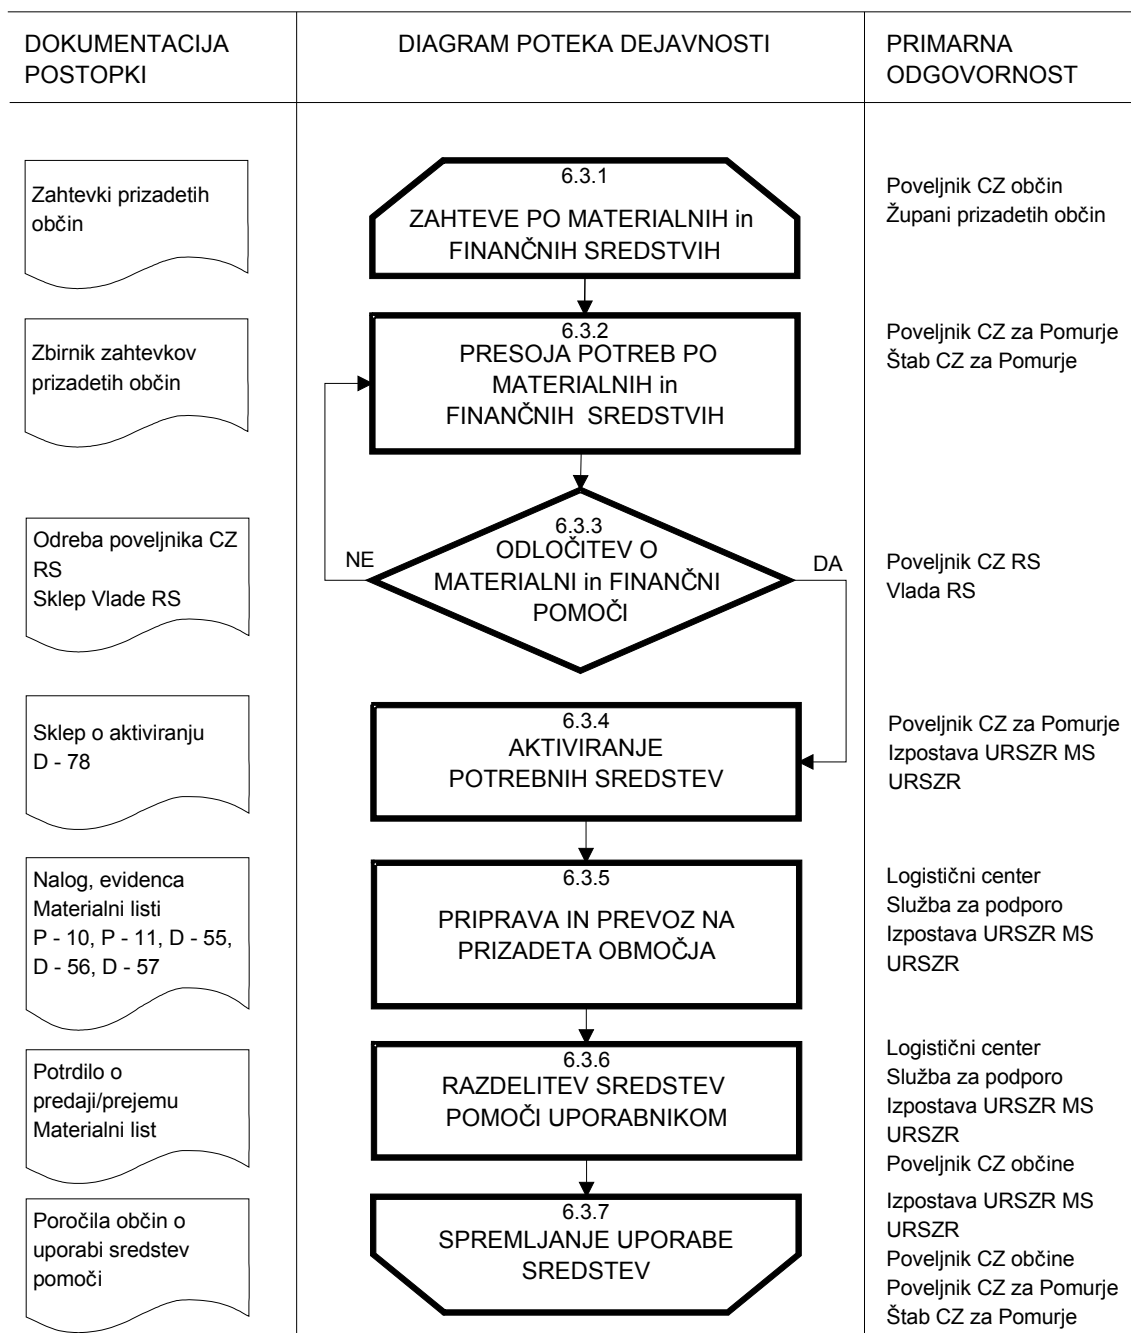 DOKUMENTACIJA
POSTOPKI
DIAGRAM POTEKA DEJAVNOSTI
PRIMARNA
ODGOVORNOST
Zahtevki prizadetih
občin
6.3.1
ZAHTEVE PO MATERIALNIH in
FINANČNIH SREDSTVIH
Poveljnik CZ občin
Župani prizadetih občin
Zbirnik zahtevkov
prizadetih občin
6.3.2
PRESOJA POTREB PO
MATERIALNIH in
FINANČNIH SREDSTVIH
Poveljnik CZ za Pomurje
Štab CZ za Pomurje
Odreba poveljnika CZ
RS
Sklep Vlade RS
NE
6.3.3
ODLOČITEV O
MATERIALNI in FINANČNI
POMOČI
DA
Poveljnik CZ RS
Vlada RS
Sklep o aktiviranju
D - 78
6.3.4
AKTIVIRANJE
POTREBNIH SREDSTEV
Poveljnik CZ za Pomurje
Izpostava URSZR MS
URSZR
Nalog, evidenca
Materialni listi
P - 10, P - 11, D - 55,
D - 56, D - 57
6.3.5
PRIPRAVA IN PREVOZ NA
PRIZADETA OBMOČJA
Logistični center
Služba za podporo
Izpostava URSZR MS
URSZR
Potrdilo o
predaji/prejemu
Materialni list
6.3.6
RAZDELITEV SREDSTEV
POMOČI UPORABNIKOM
Logistični center
Služba za podporo
Izpostava URSZR MS
URSZR
Poveljnik CZ občine
Poročila občin o
uporabi sredstev
pomoči
6.3.7
SPREMLJANJE UPORABE
SREDSTEV
Izpostava URSZR MS
URSZR
Poveljnik CZ občine
Poveljnik CZ za Pomurje
Štab CZ za Pomurje